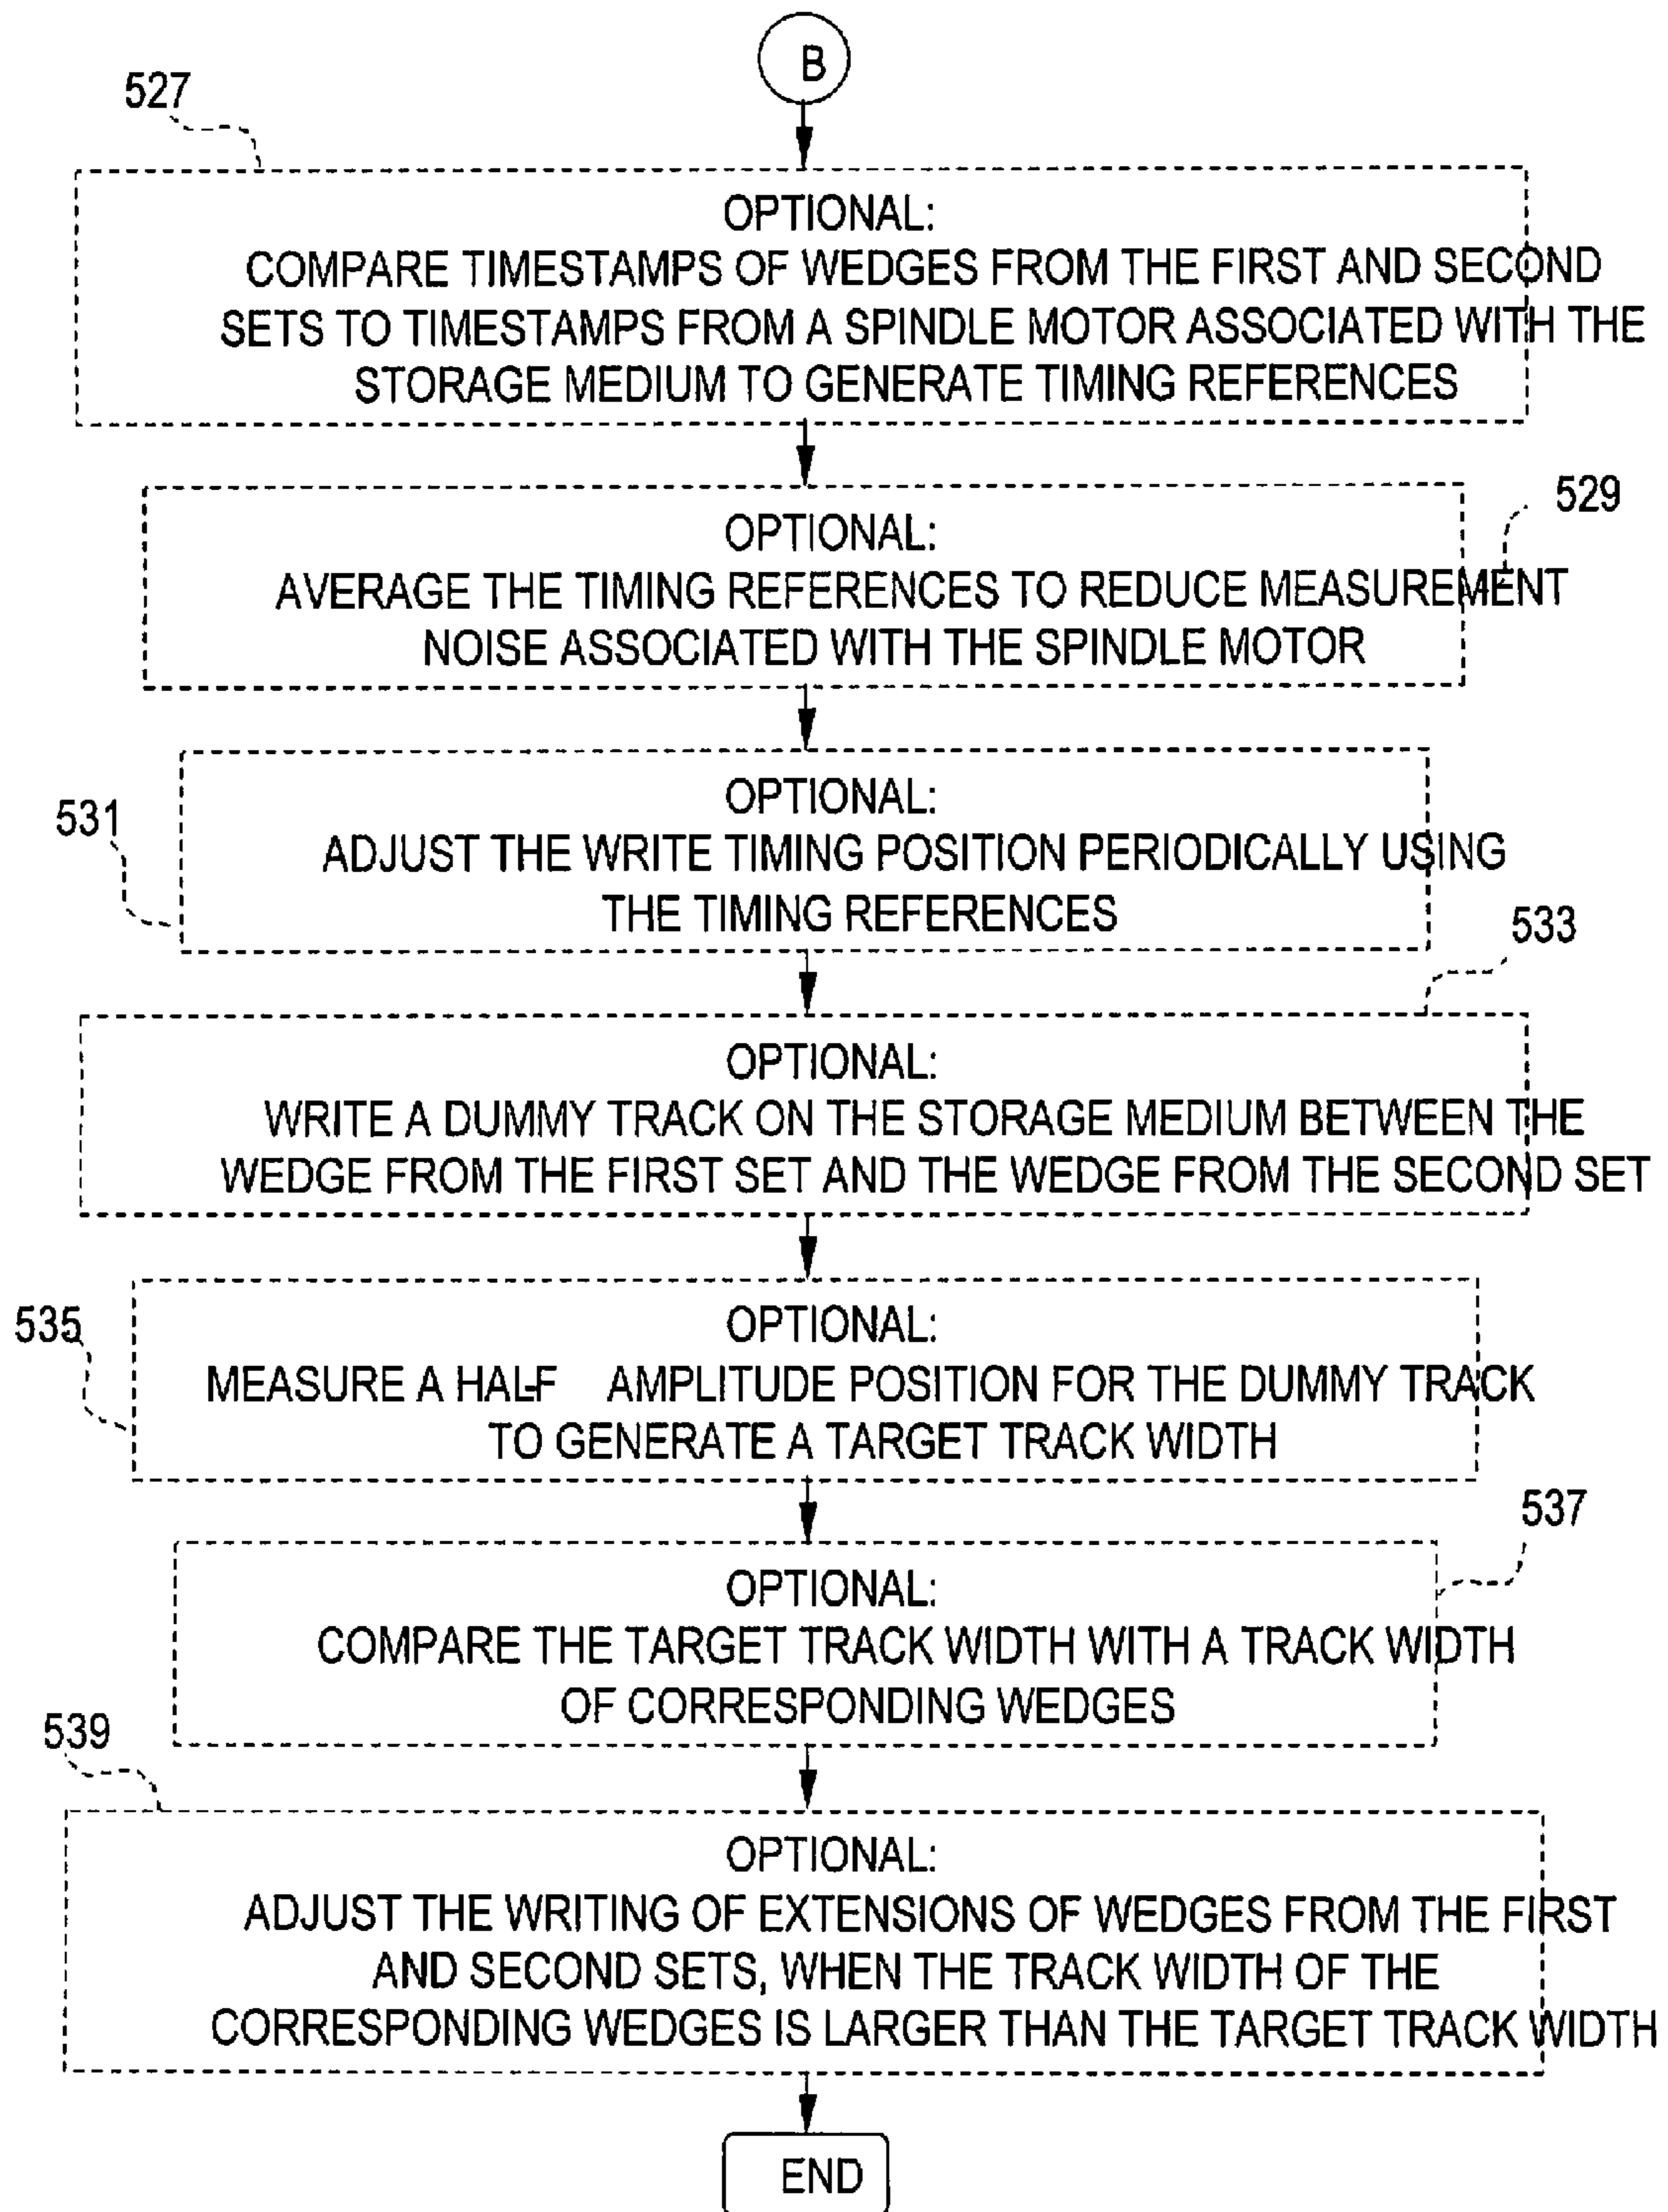 B
527
OPTIONAL:
COMPARE TIMESTAMPS OF WEDGES FROM THE FIRST AND SECOND
SETS TO TIMESTAMPS FROM A SPINDLE MOTOR ASSOCIATED WITH THE
STORAGE MEDIUM TO GENERATE TIMING REFERENCES
529
OPTIONAL:
AVERAGE THE TIMING REFERENCES TO REDUCE MEASUREMENT
NOISE ASSOCIATED WITH THE SPINDLE MOTOR
531
OPTIONAL:
ADJUST THE WRITE TIMING POSITION PERIODICALLY USING
THE TIMING REFERENCES
533
OPTIONAL:
WRITE A DUMMY TRACK ON THE STORAGE MEDIUM BETWEEN THE
WEDGE FROM THE FIRST SET AND THE WEDGE FROM THE SECOND SET
535
OPTIONAL:
MEASURE A HALF- AMPLITUDE POSITION FOR THE DUMMY TRACK
TO GENERATE A TARGET TRACK WIDTH
537
OPTIONAL:
COMPARE THE TARGET TRACK WIDTH WITH A TRACK WIDTH
OF CORRESPONDING WEDGES
539
OPTIONAL:
ADJUST THE WRITING OF EXTENSIONS OF WEDGES FROM THE FIRST
AND SECOND SETS, WHEN THE TRACK WIDTH OF THE
CORRESPONDING WEDGES IS LARGER THAN THE TARGET TRACK WIDTH
END